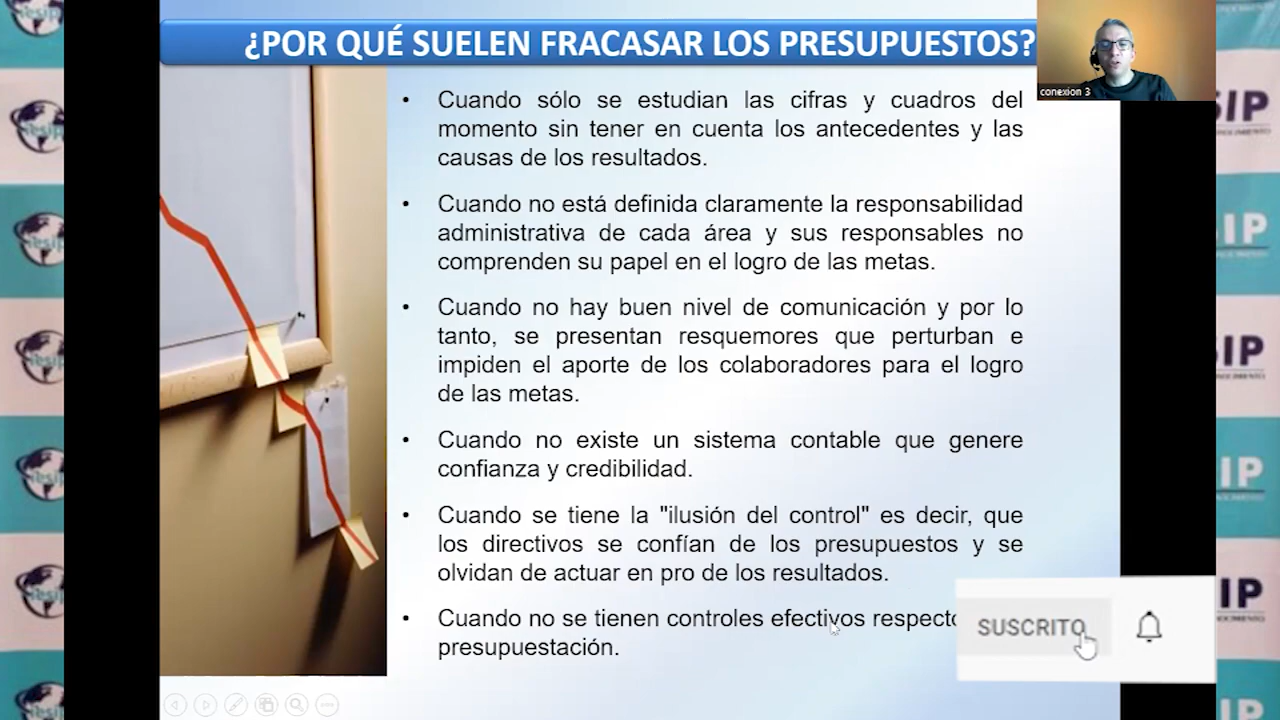 ¿POR QUÉ SUELEN FRACASAR LOS PRESUPUESTOS?
conexion 3
• Cuando sólo se estudian las cifras y cuadros del
momento sin tener en cuenta los antecedentes y las
causas de los resultados.
• Cuando no está definida claramente la responsabilidad
administrativa de cada área y sus responsables no
comprenden su papel en el logro de las metas.
• Cuando no hay buen nivel de comunicación y por lo
tanto, se presentan resquemores que perturban e
impiden el aporte de los colaboradores para el logro
de las metas.
• Cuando no existe un sistema contable que genere
confianza y credibilidad.
• Cuando se tiene la "ilusión del control" es decir, que
los directivos se confían de los presupuestos y se
olvidan de actuar en pro de los resultados.
• Cuando no se tienen controles efectivos respecto
presupuestación.
SUSCRITO